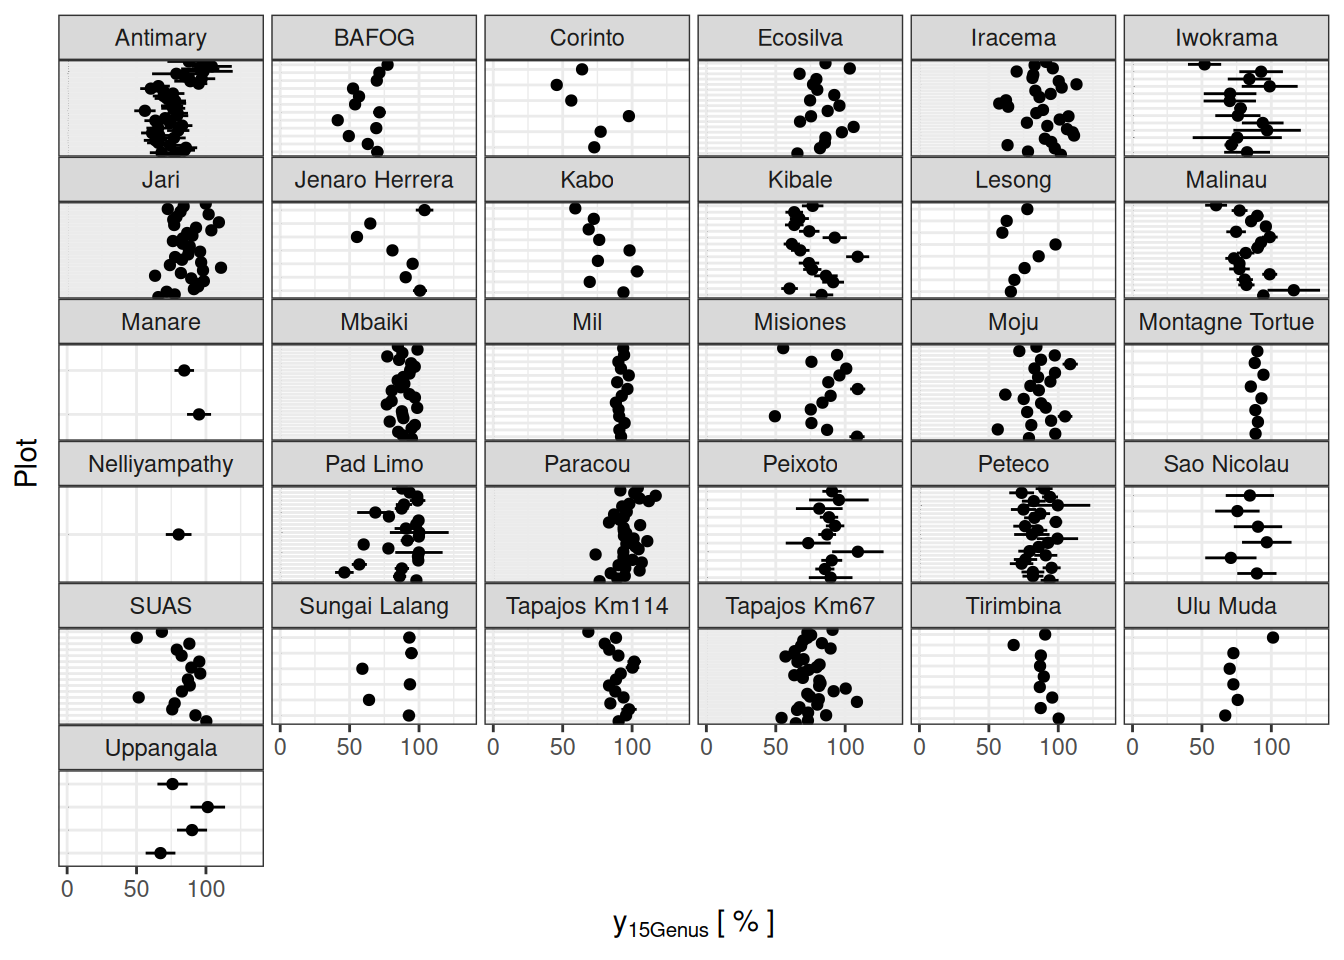 Antimary BAFOG Corinto Ecosilva Iracema Iwokrama
Jari Jenaro Herrera Kabo Kibale Lesong Malinau
Manare Mbaiki Mil Misiones Moju Montagne Tortue
Plot
Nelliyampathy Pad Limo Paracou Peixoto Peteco Sao Nicolau
SUAS Sungai Lalang Tapajos Km114 Tapajos Km67 Tirimbina Ulu Muda
0 50 100 0 50 100 0 50 100 0 50 100 0 50 100
Uppangala
0 50 100
y15Genus [ % ]